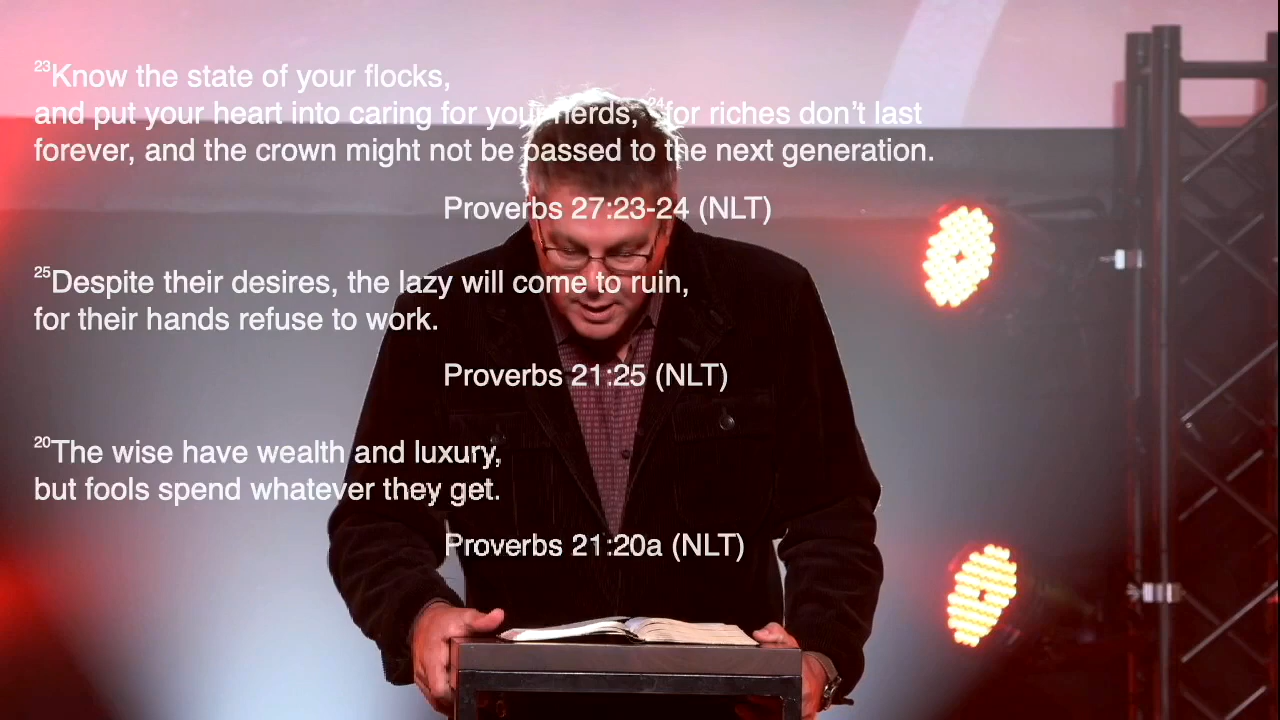 23Know the state of your flocks,
and put your heart into caring for your herds, 24for riches don’t last
forever, and the crown might not be passed to the next generation.
Proverbs 27:23-24 (NLT)
25Despite their desires, the lazy will come to ruin,
for their hands refuse to work.
Proverbs 21:25 (NLT)
20The wise have wealth and luxury,
but fools spend whatever they get.
Proverbs 21:20a (NLT)